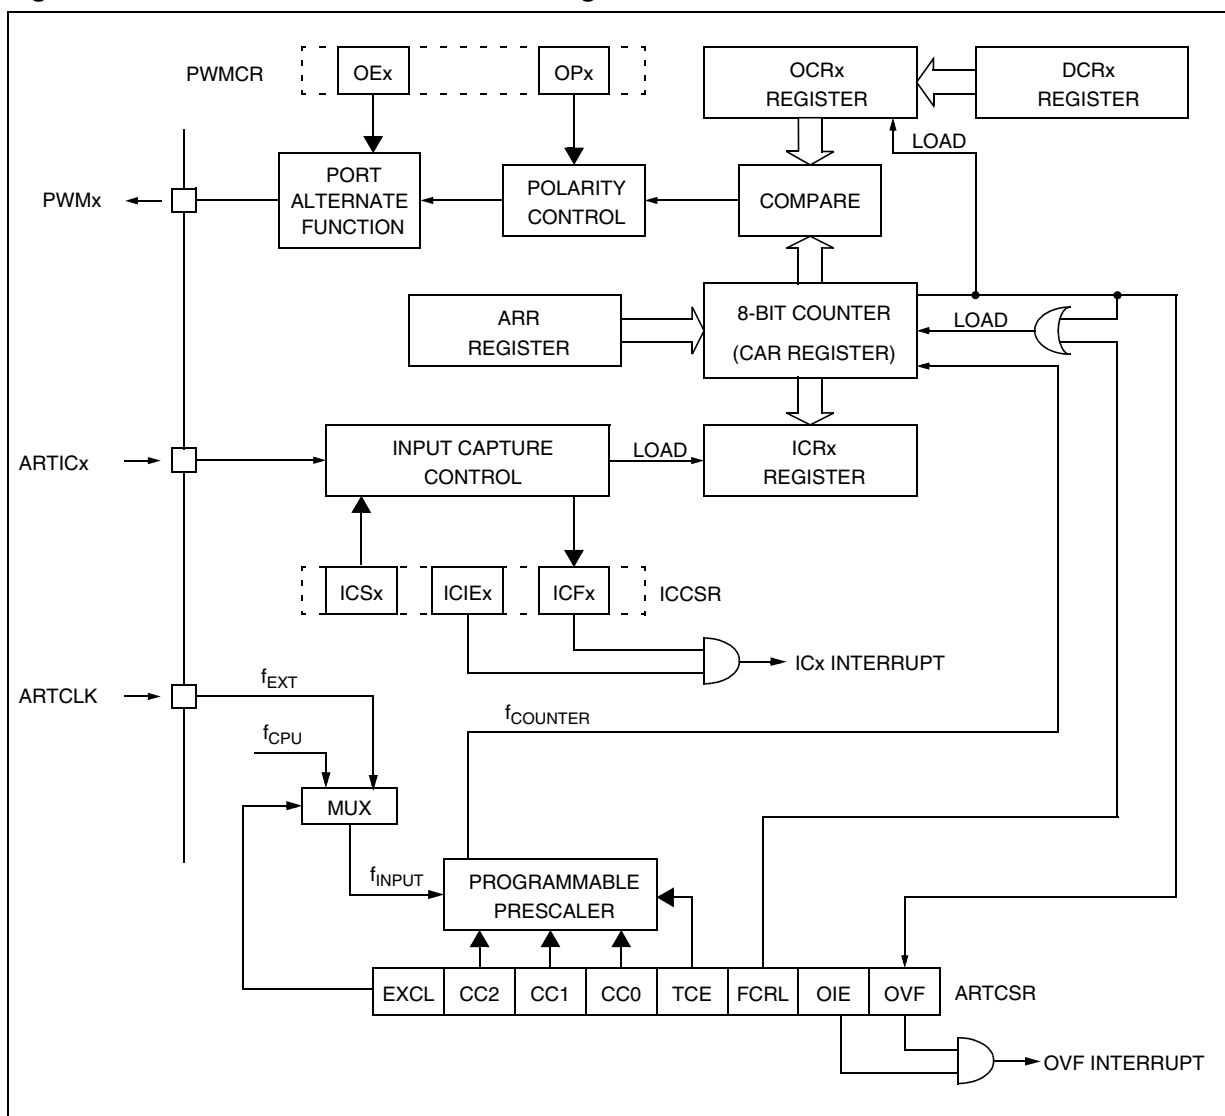 PWMCR
OEx
OPx
OCRx
REGISTER
DCRx
REGISTER
LOAD
PWMx
PORT
ALTERNATE
FUNCTION
POLARITY
CONTROL
COMPARE
ARR
REGISTER
8-BIT COUNTER
(CAR REGISTER)
LOAD
ARTICx
INPUT CAPTURE
CONTROL
LOAD
ICRx
REGISTER
ICSx
ICIEx
ICFx
ICCSR
ICx INTERRUPT
ARTCLK
fEXT
fCPU
fCOUNTER
MUX
fINPUT
PROGRAMMABLE
PRESCALER
EXCL
CC2
CC1
CC0
TCE
FCRL
OIE
OVF
ARTCSR
OVF INTERRUPT